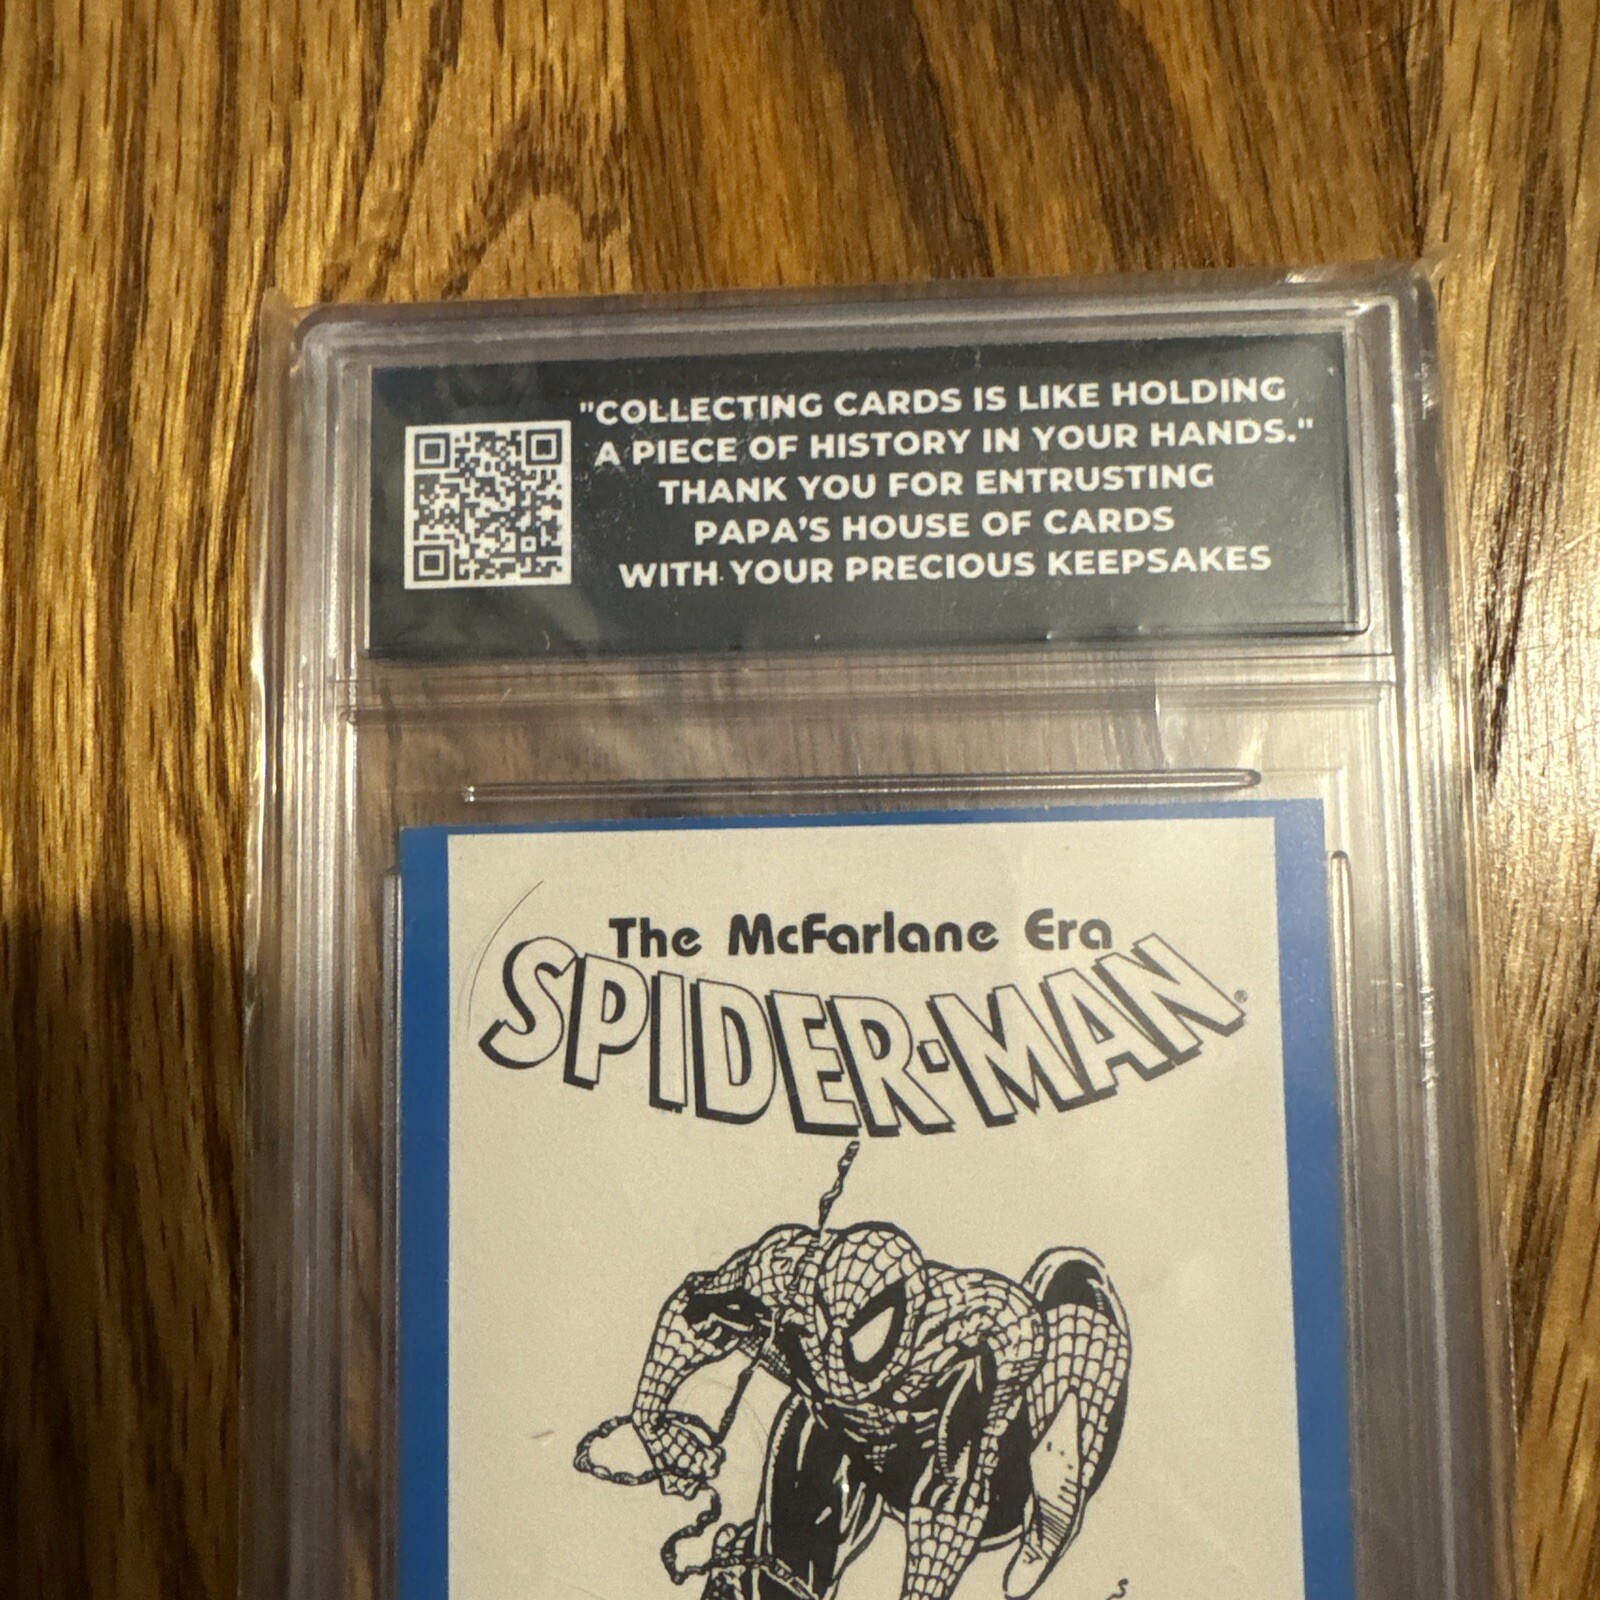 "COLLECTING CARDS IS LIKE HOLDING
A PIECE OF HISTORY IN YOUR HANDS."
THANK YOU FOR ENTRUSTING
PAPA'S HOUSE OF CARDS
WITH YOUR PRECIOUS KEEPSAKES
The McFarlane Era
SPIDER-MAN®
S